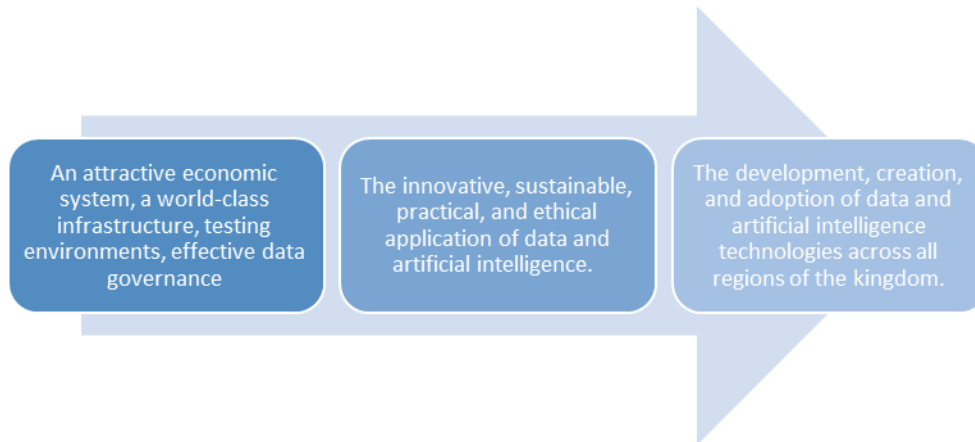 An attractive economic
system, a world-class
infrastructure, testing
environments, effective data
governance
The innovative, sustainable,
practical, and ethical
application of data and
artificial intelligence.
The development, creation,
and adoption of data and
artificial intelligence
technologies across all
regions of the kingdom.